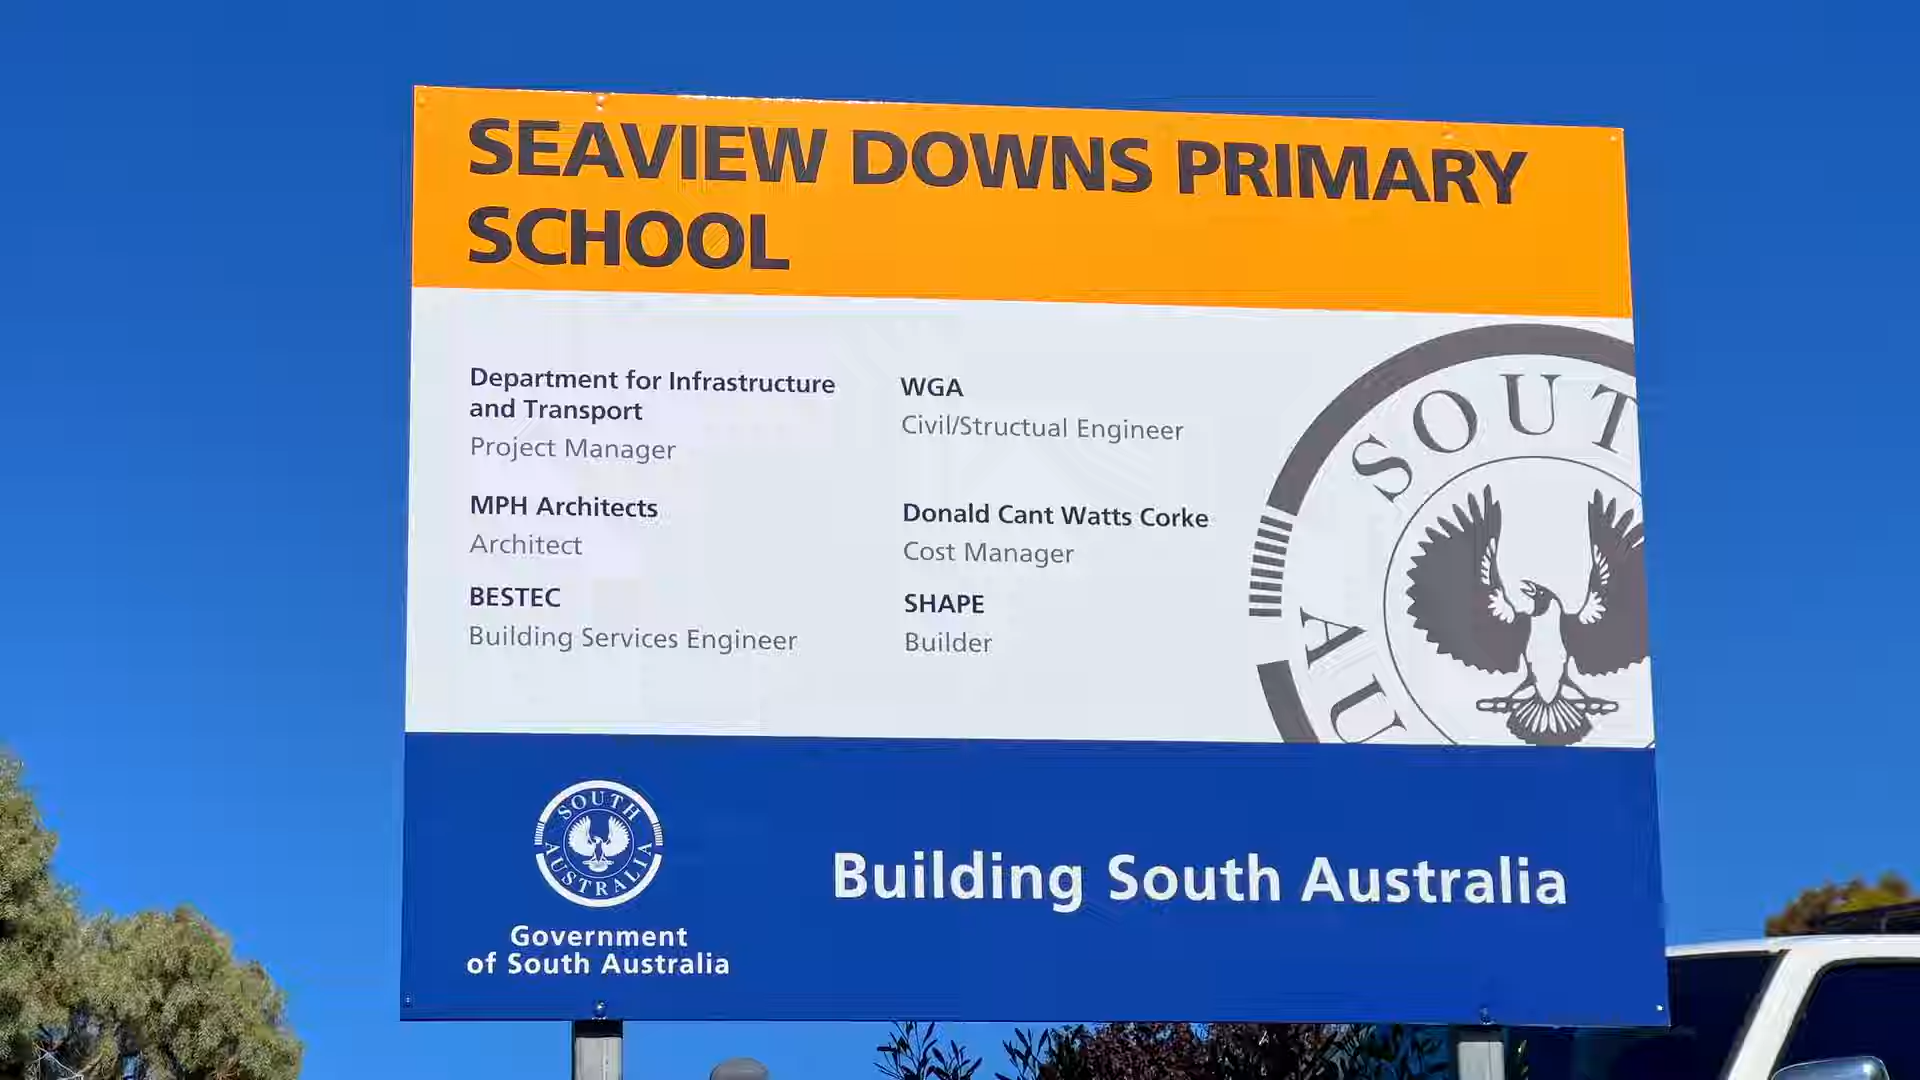 SEAVIEW DOWNS PRIMARY
SCHOOL
Department for Infrastructure
and Transport
Project Manager
WGA
Civil/Structual Engineer
MPH Architects
Architect
Donald Cant Watts Corke
Cost Manager
BESTEC
Building Services Engineer
SHAPE
Builder
SOUT
AU
SOUTH
AUSTRALIA
Government
of South Australia
Building South Australia